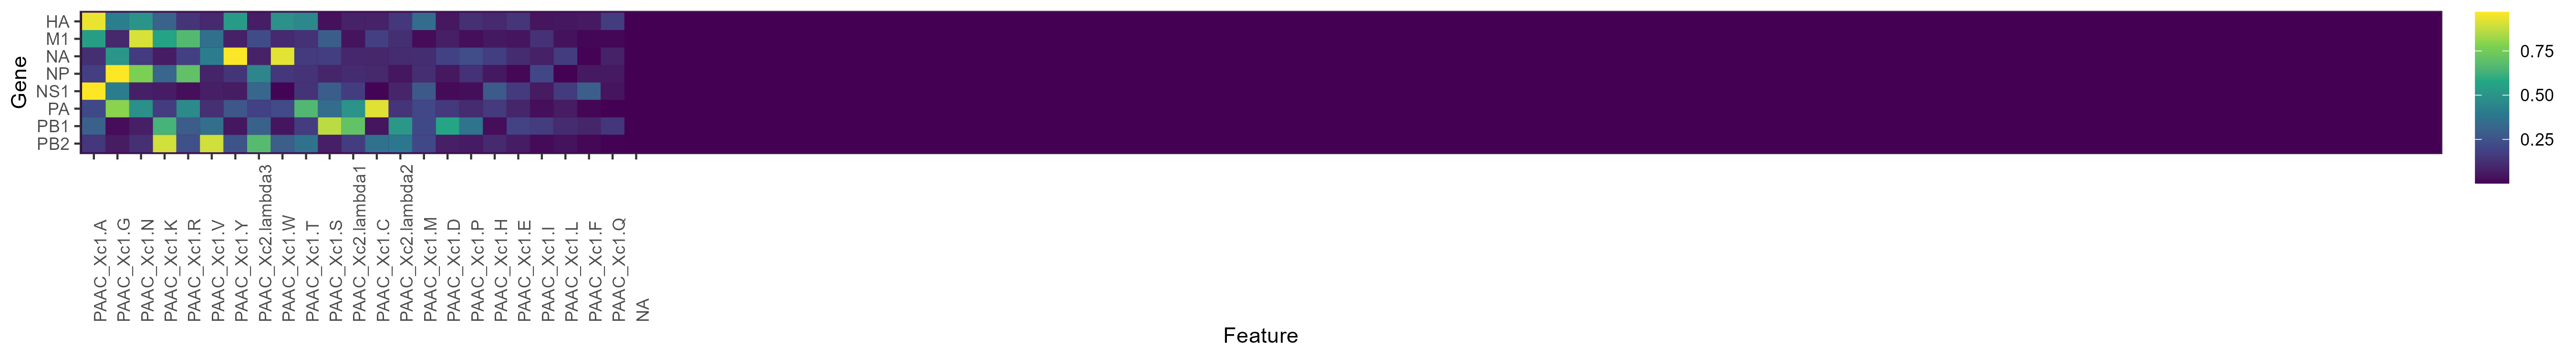 Gene
HA
M1
NA
NP
NS1
PA
PB1
PB2
PAAC_Xc1.A
PAAC_Xc1.G
PAAC_Xc1.N
PAAC_Xc1.K
PAAC_Xc1.R
PAAC_Xc1.V
PAAC_Xc1.Y
PAAC_Xc2.lambda3
PAAC_Xc1.W
PAAC_Xc1.T
PAAC_Xc1.S
PAAC_Xc2.lambda1
PAAC_Xc1.C
PAAC_Xc2.lambda2
PAAC_Xc1.M
PAAC_Xc1.D
PAAC_Xc1.P
PAAC_Xc1.H
PAAC_Xc1.E
PAAC_Xc1.I
PAAC_Xc1.L
PAAC_Xc1.F
PAAC_Xc1.Q
NA
Feature
0.75
0.50
0.25